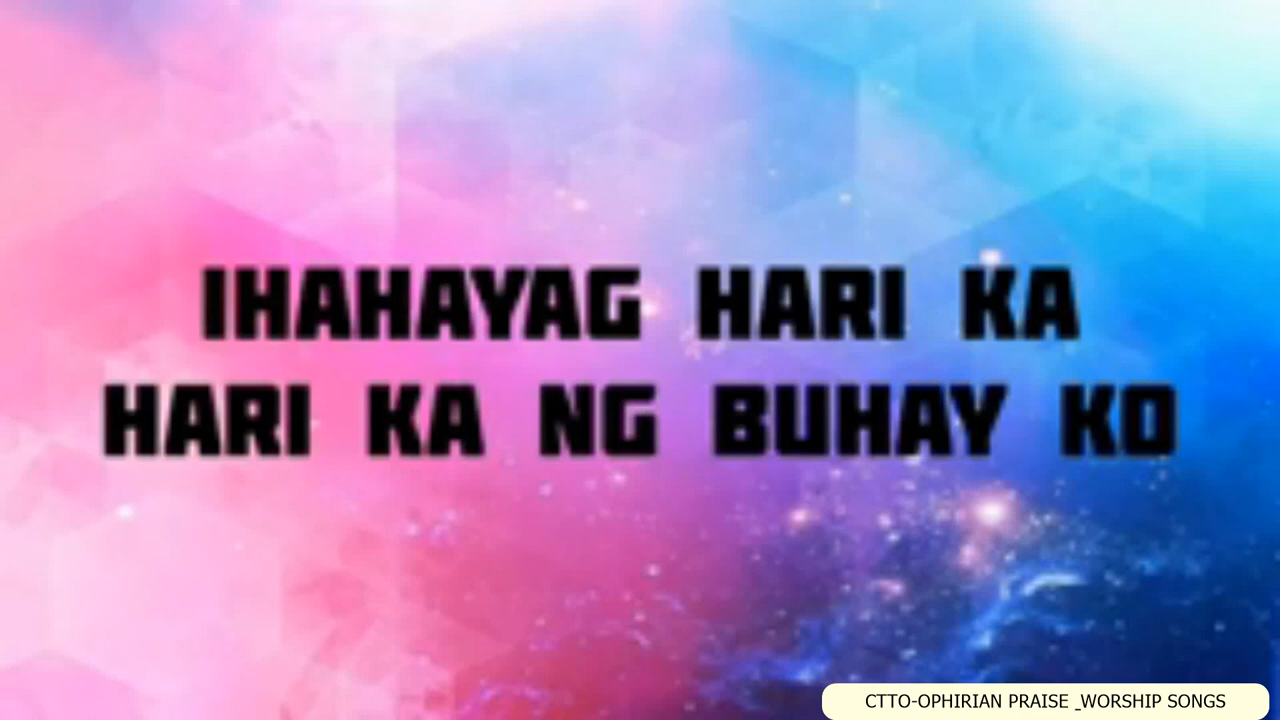 IHAHAYAG HARI KA
HARI KA NG BUHAY KO
CTTO-OPHIRIAN PRAISE _WORSHIP SONGS